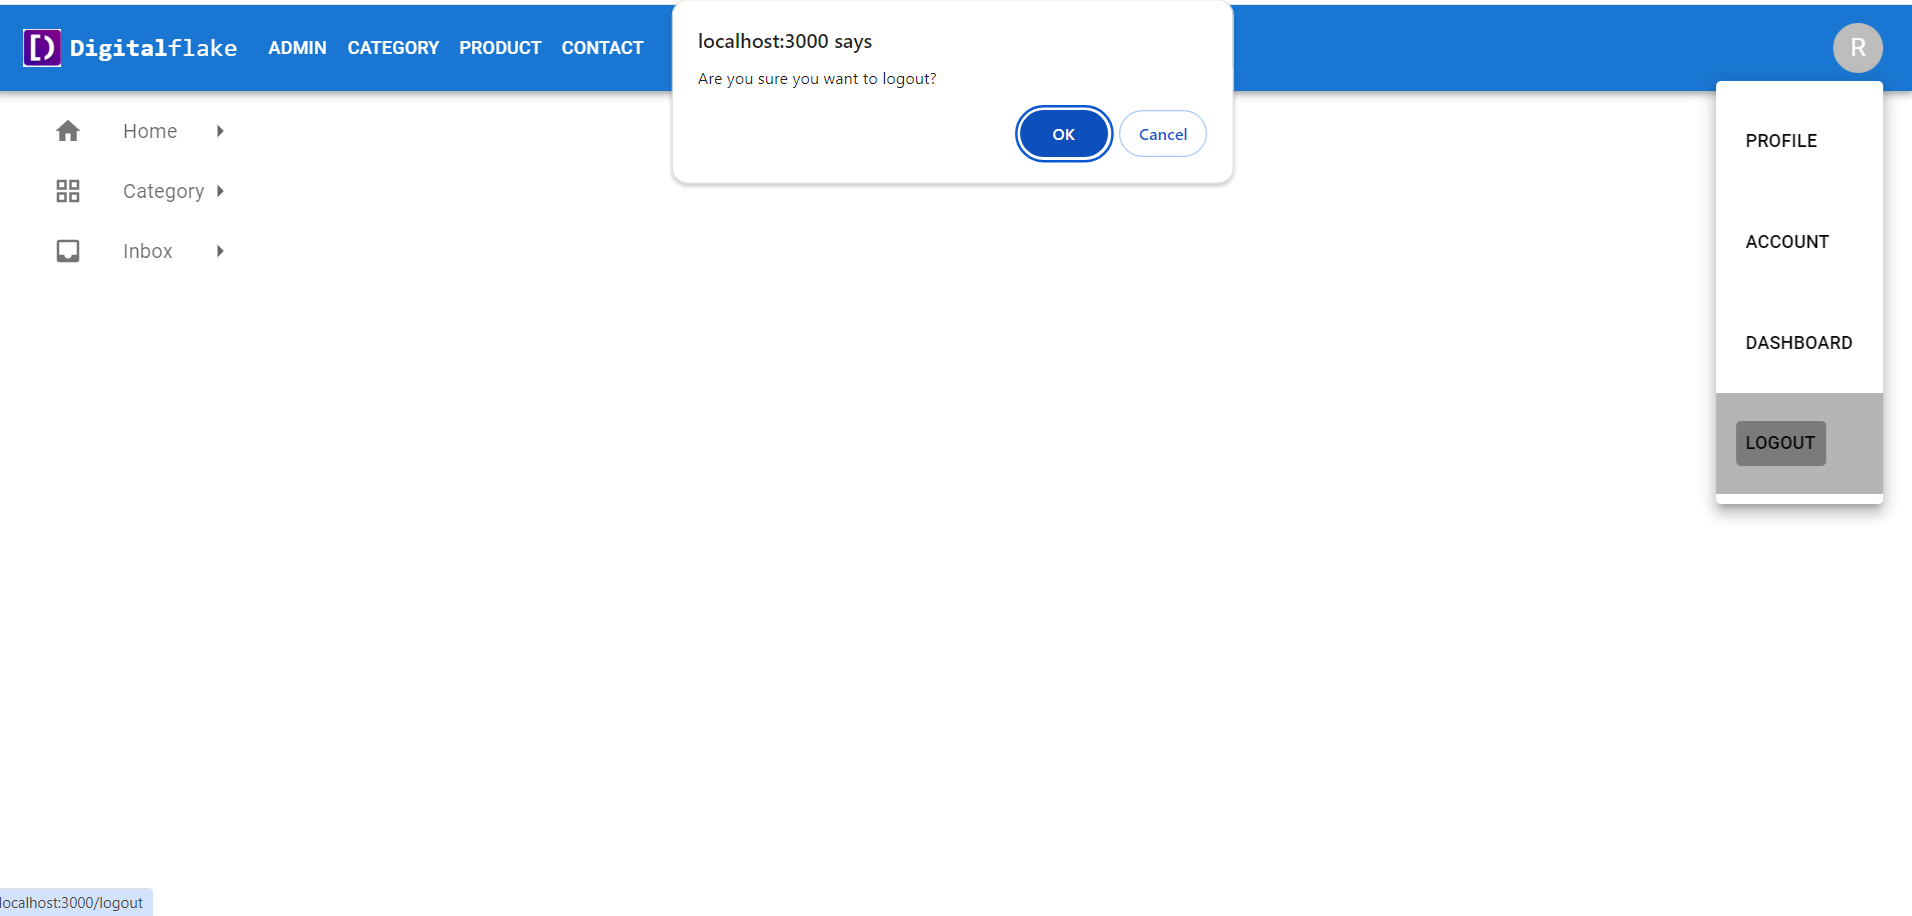 Digitalflake ADMIN CATEGORY PRODUCT CONTACT
localhost:3000 says
Are you sure you want to logout?
OK Cancel
R
Home
Category
Inbox
PROFILE
ACCOUNT
DASHBOARD
LOGOUT
localhost:3000/logout